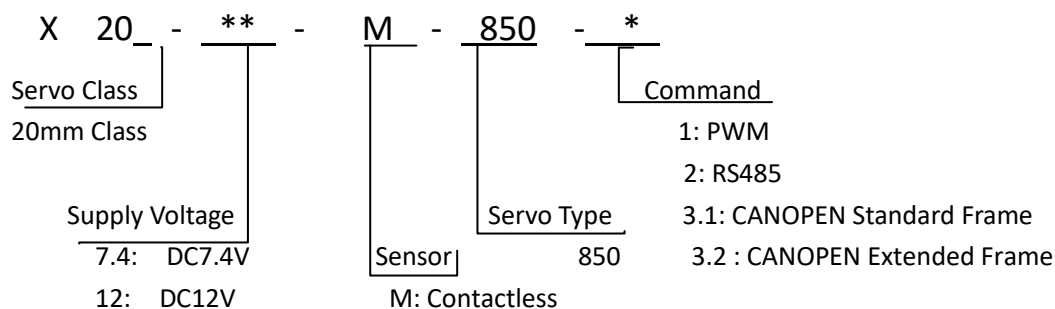 X 20 - ** - M - 850 - *
Servo Class Command
20mm Class 1: PWM
2: RS485
Supply Voltage Servo Type 3.1: CANOPEN Standard Frame
7.4: DC7.4V Sensor 850 3.2 : CANOPEN Extended Frame
12: DC12V M: Contactless